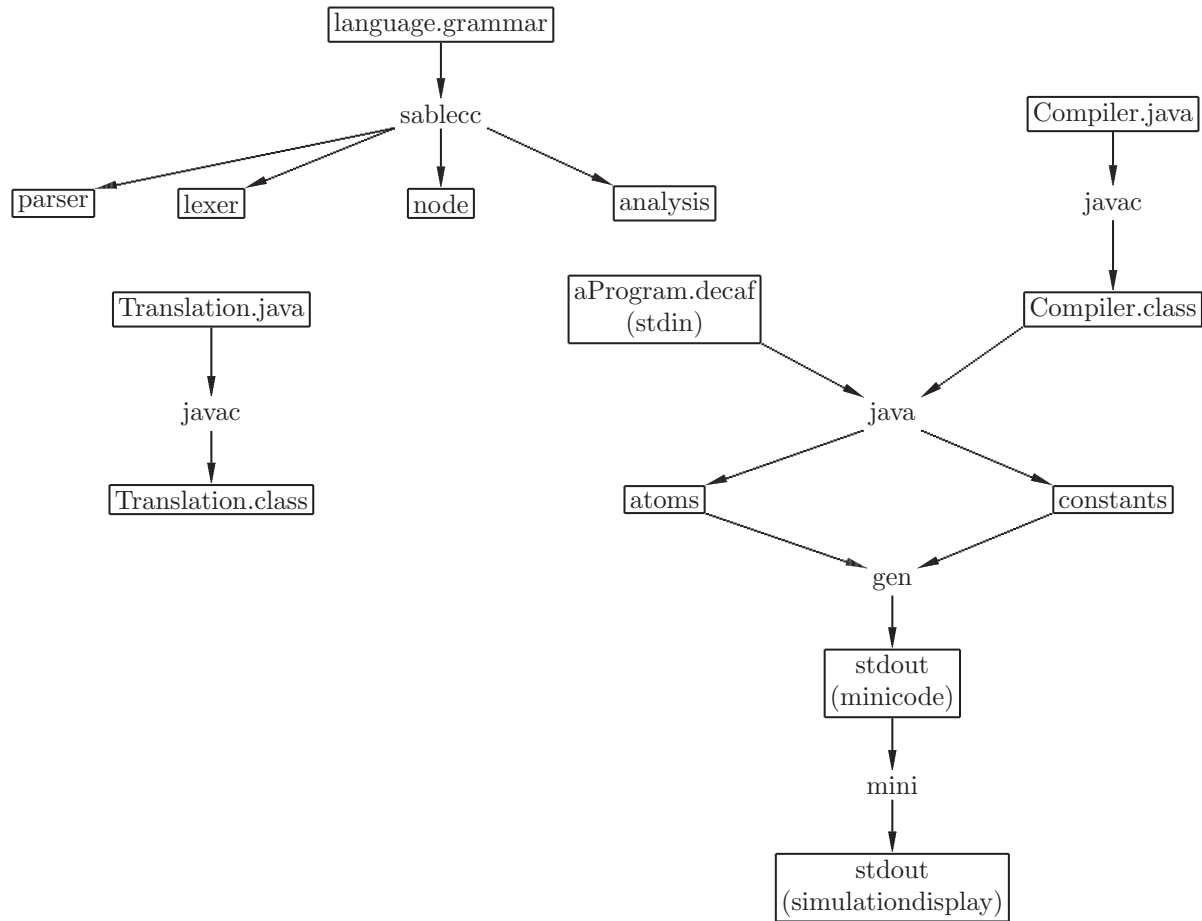 language.grammar
sablecc
Compiler.java
parser
lexer
node
analysis
javac
Translation.java
aProgram.decaf
(stdin)
Compiler.class
javac
java
Translation.class
atoms
constants
gen
stdout
(minicode)
mini
stdout
(simulationdisplay)